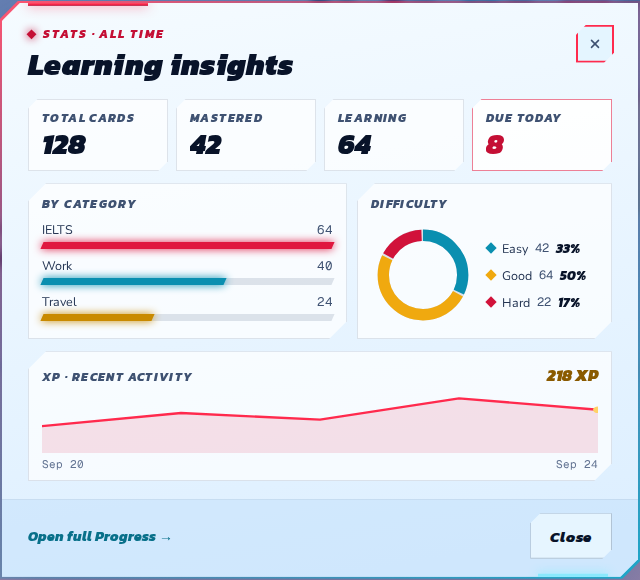 STATS · ALL TIME
Learning insights
×
TOTAL CARDS
128
MASTERED
42
LEARNING
64
DUE TODAY
8
BY CATEGORY
IELTS 64
Work 40
Travel 24
DIFFICULTY
Easy 42 33%
Good 64 50%
Hard 22 17%
XP · RECENT ACTIVITY 218 XP
Sep 20 Sep 24
Open full Progress →
Close